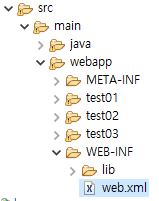 src
main
java
webapp
META-INF
test01
test02
test03
WEB-INF
lib
web.xml